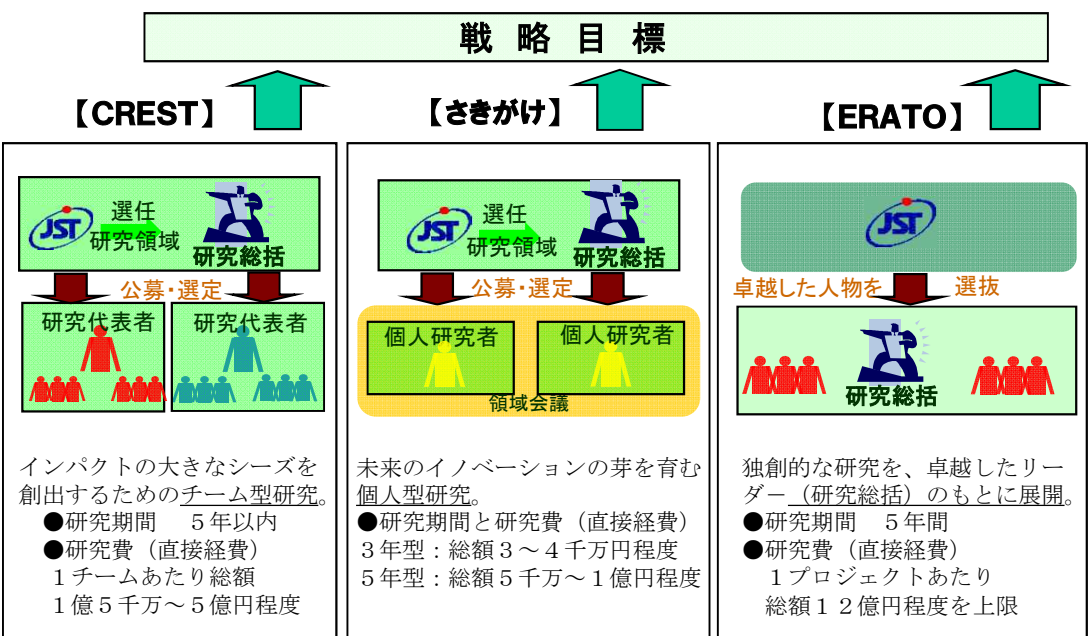 戦略目標
【CREST】
JST
選任
研究領域
研究総括
公募・選定
研究代表者
研究代表者
インパクトの大きなシーズを
創出するためのチーム型研究。
●研究期間 5年以内
●研究費（直接経費）
1チームあたり総額
1億5千万～5億円程度
【さきがけ】
JST
選任
研究領域
研究総括
公募・選定
個人研究者
個人研究者
領域会議
未来のイノベーションの芽を育む
個人型研究。
●研究期間と研究費（直接経費）
3年型：総額3～4千万円程度
5年型：総額5千万～1億円程度
【ERATO】
JST
卓越した人物を 選抜
研究総括
独創的な研究を、卓越したリー
ダー（研究総括）のもとに展開。
●研究期間 5年間
●研究費（直接経費）
1プロジェクトあたり
総額12億円程度を上限